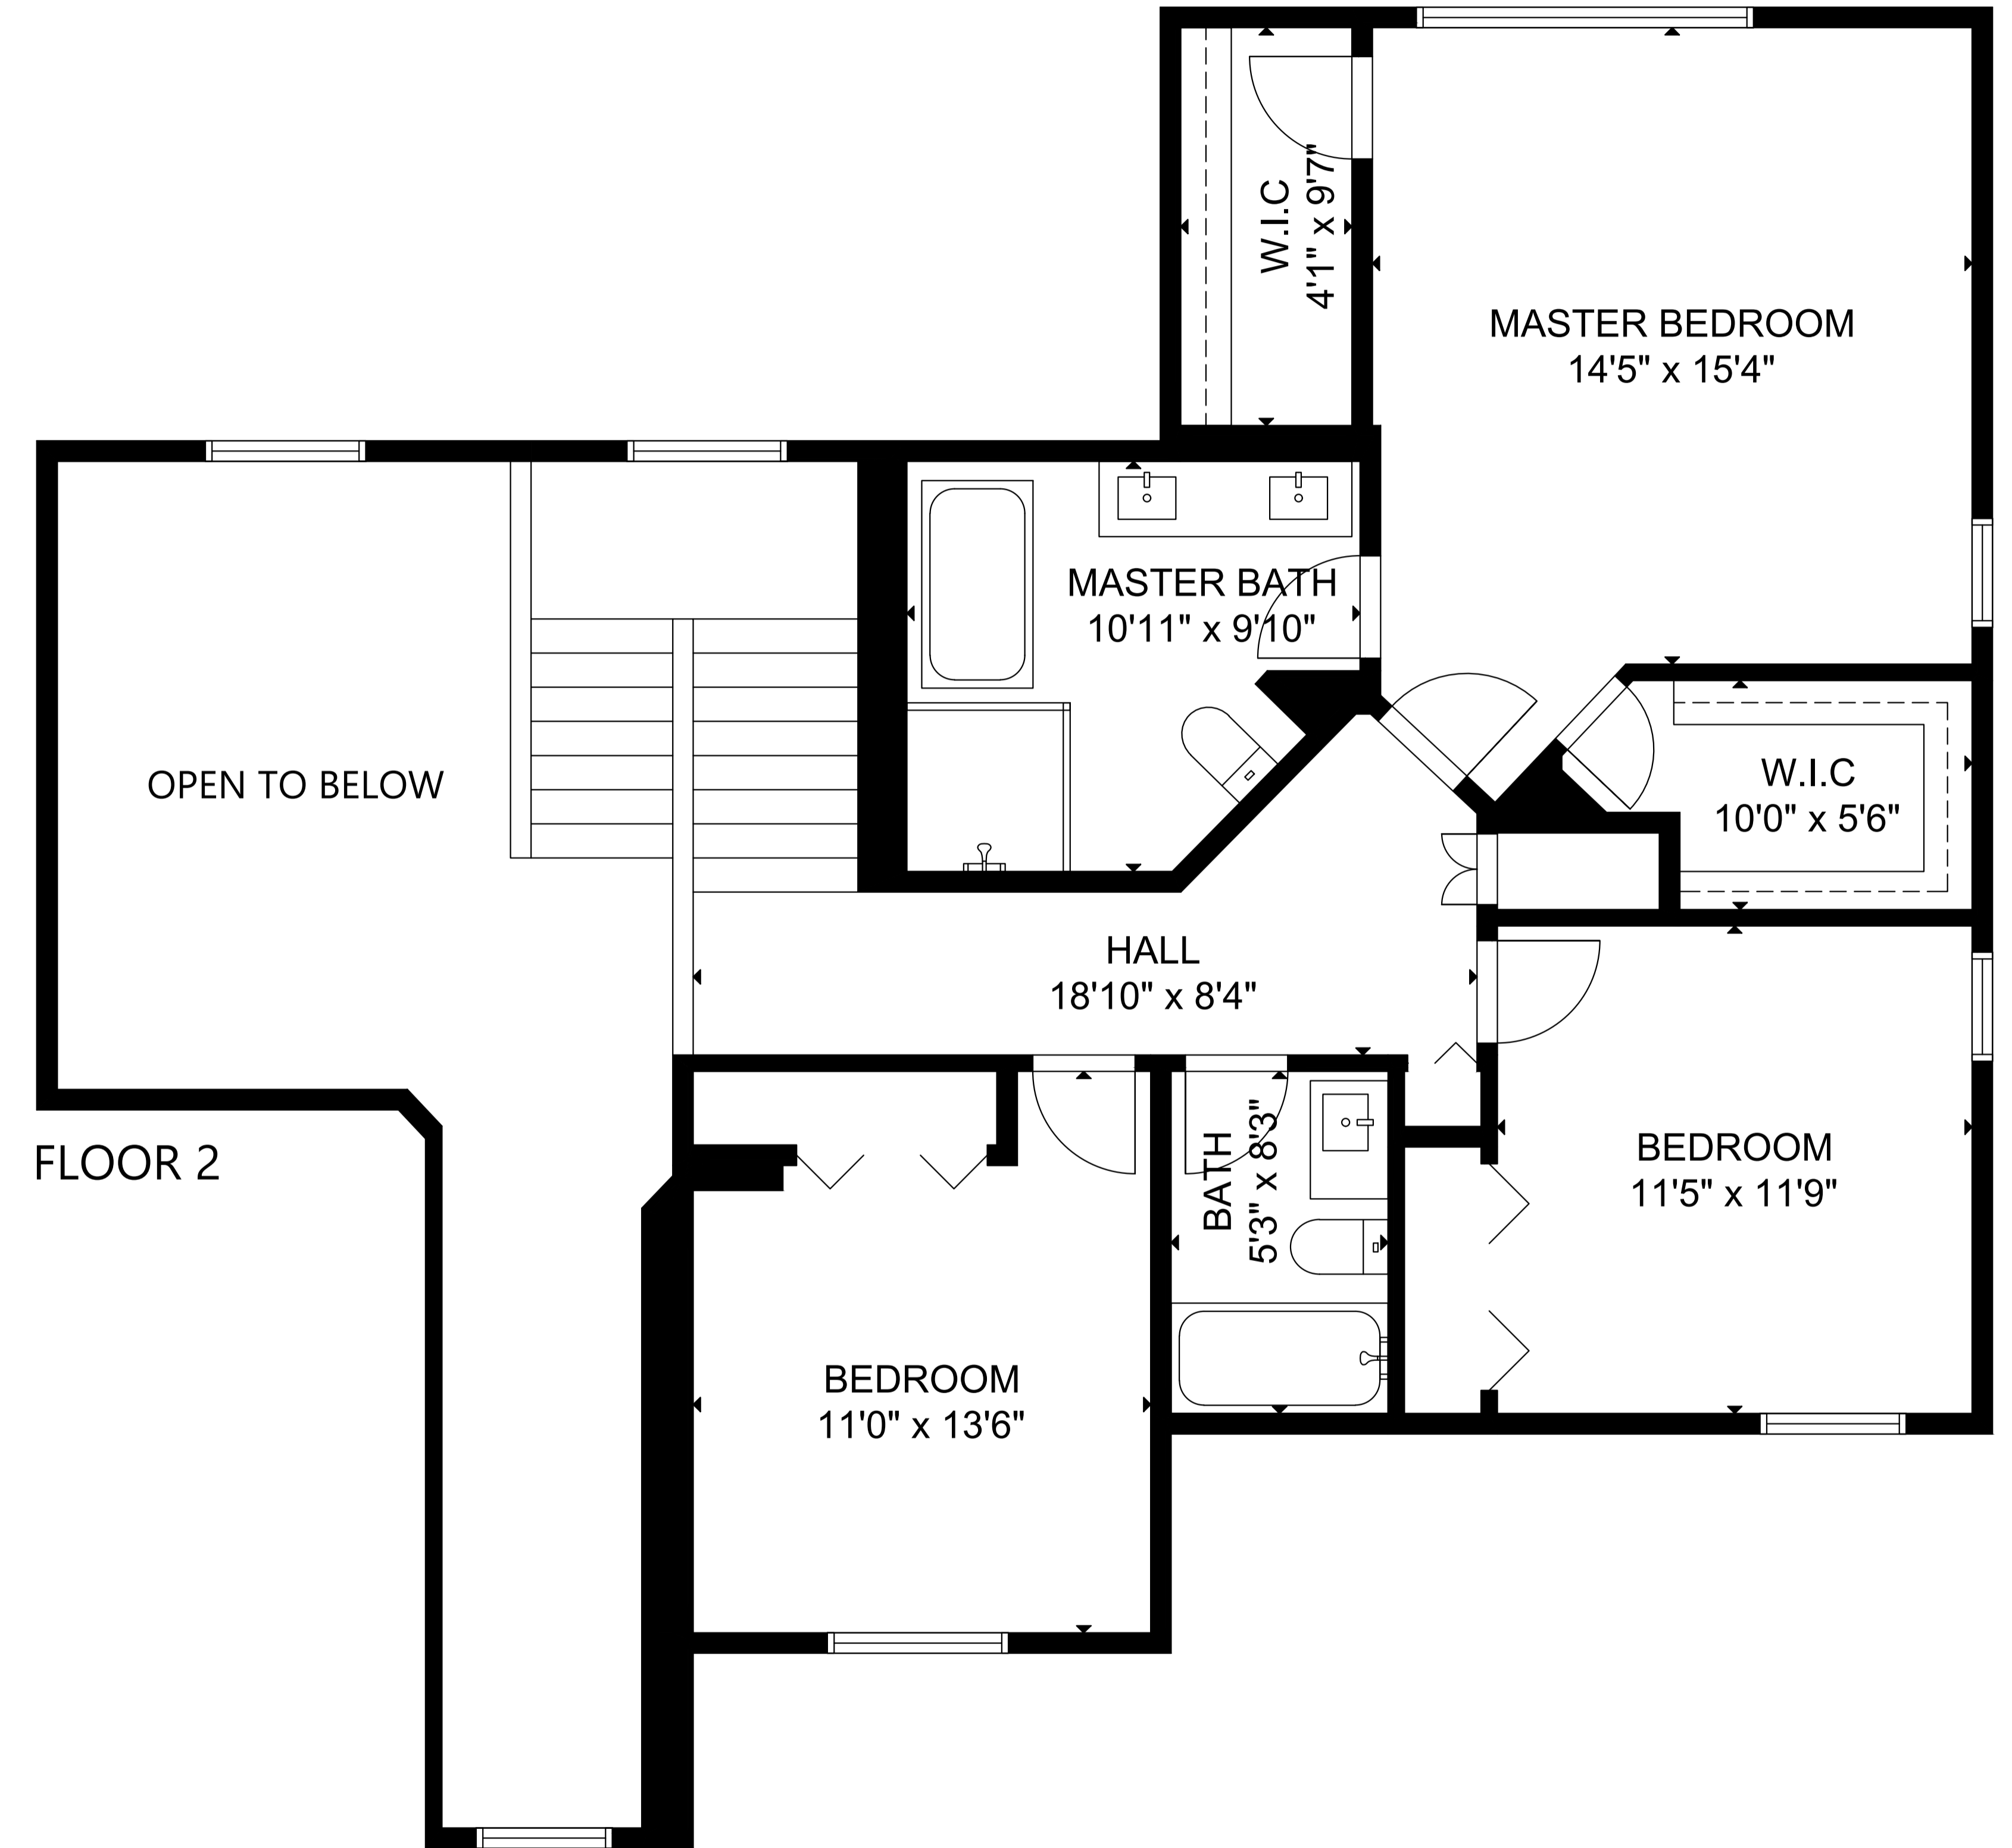 W.I.C
4'1" x 9'7"
MASTER BEDROOM
14'5" x 15'4"
MASTER BATH
10'11" x 9'10"
OPEN TO BELOW
W.I.C
10'0" x 5'6"
HALL
18'10" x 8'4"
FLOOR 2
BATH
5'3" x 8'3"
BEDROOM
11'5" x 11'9"
BEDROOM
11'0" x 13'6"